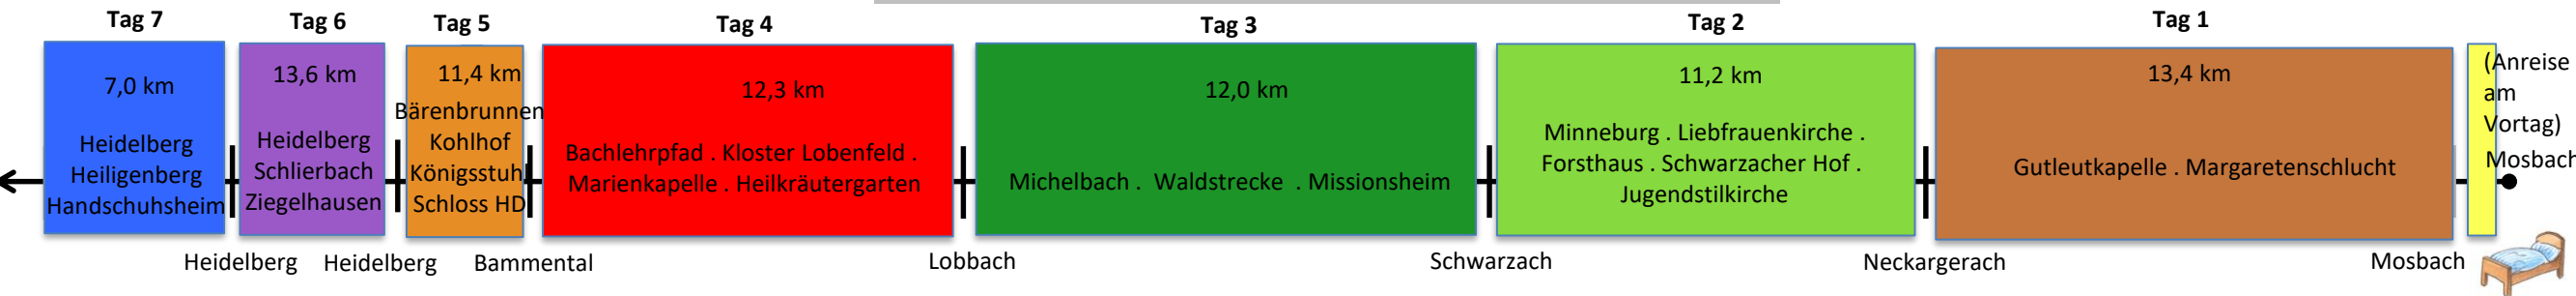 Tag 7
7,0 km
Heidelberg
Heiligenberg
Handschuhsheim
Heidelberg
Tag 6
13,6 km
Heidelberg
Schlierbach
Ziegelhausen
Heidelberg
Tag 5
11,4 km
Bärenbrunnen
Kohlhof
Königsstuhl
Schloss HD
Bammental
Tag 4
12,3 km
Bachlehrpfad . Kloster Lobenfeld .
Marienkapelle . Heilkräutergarten
Lobbach
Tag 3
12,0 km
Michelbach . Waldstrecke . Missionsheim
Schwarzach
Tag 2
11,2 km
Minneburg . Liebfrauenkirche .
Forsthaus . Schwarzacher Hof .
Jugendstilkirche
Neckargerach
Tag 1
13,4 km
Gutleutkapelle . Margaretenschlucht
Mosbach
(Anreise
am
Vortag)
Mosbach